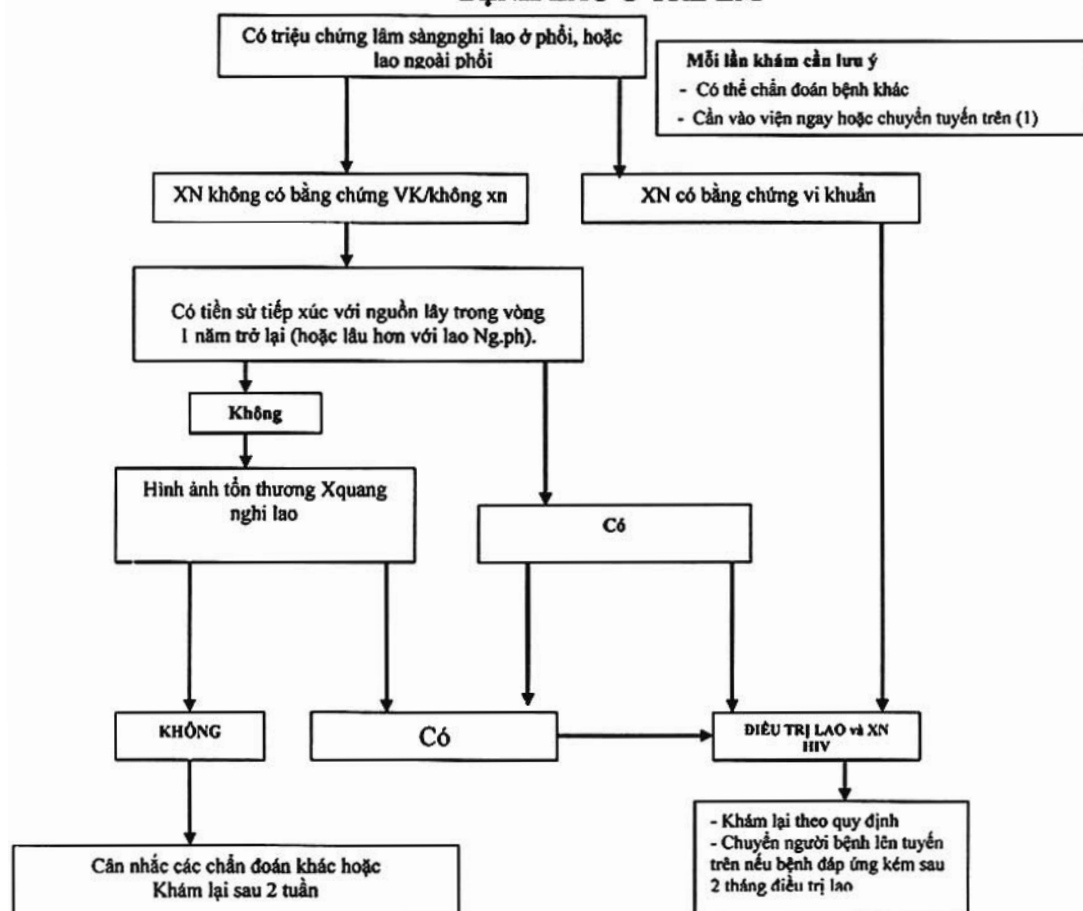 Có triệu chứng lâm sàngnghi lao ở phổi, hoặc
lao ngoài phổi
Mỗi lần khám cần lưu ý
- Có thể chẩn đoán bệnh khác
- Cần vào viện ngay hoặc chuyển tuyến trên (1)
XN không có bằng chứng VK/không xn
XN có bằng chứng vi khuẩn
Có tiền sử tiếp xúc với nguồn lây trong vòng
1 năm trở lại (hoặc lâu hơn với lao Ng.ph).
Không
Hình ảnh tổn thương Xquang
nghi lao
Có
KHÔNG
Có
ĐIỀU TRỊ LAO và XN
HIV
Cân nhắc các chẩn đoán khác hoặc
Khám lại sau 2 tuần
- Khám lại theo quy định
- Chuyển người bệnh lên tuyến
trên nếu bệnh đáp ứng kém sau
2 tháng điều trị lao